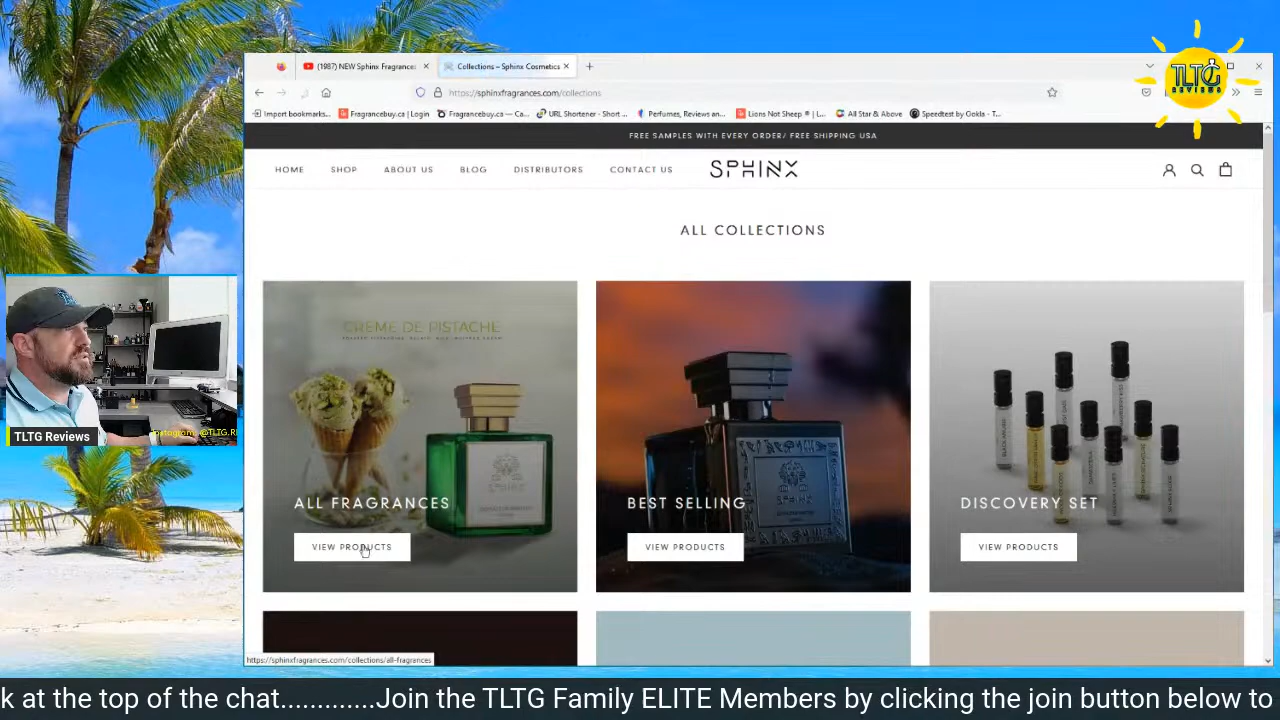 TLTG
REVIEWS
(1987) NEW Sphinx Fragrances
Collections – Sphinx Cosmetics
https://sphinxfragrances.com/collections
Import bookmarks...
Fragrancebuy.ca | Login
Fragrancebuy.ca — Ca...
URL Shortener - Short ...
Perfumes, Reviews an...
Lions Not Sheep ® | L...
All Star & Above
Speedtest by Ookla - T...
FREE SAMPLES WITH EVERY ORDER/ FREE SHIPPING USA
HOME
SHOP
ABOUT US
BLOG
DISTRIBUTORS
CONTACT US
SPHINX
ALL COLLECTIONS
CREME DE PISTACHE
ALL FRAGRANCES
VIEW PRODUCTS
BEST SELLING
VIEW PRODUCTS
DISCOVERY SET
VIEW PRODUCTS
TLTG Reviews
https://sphinxfragrances.com/collections/all-fragrances
k at the top of the chat.............Join the TLTG Family ELITE Members by clicking the join button below to